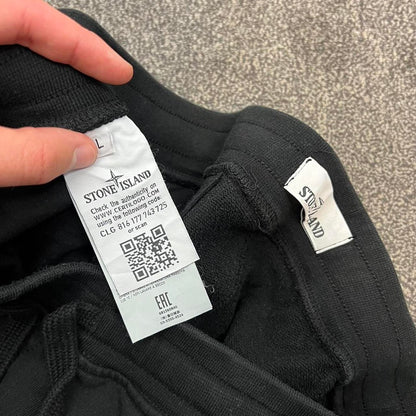 L
STONE ISLAND
Check the authenticity at
WWW.CERTILOGO.COM
using the following code
CLG 816 177 743 725
or scan
EAC
STONE
ISLAND